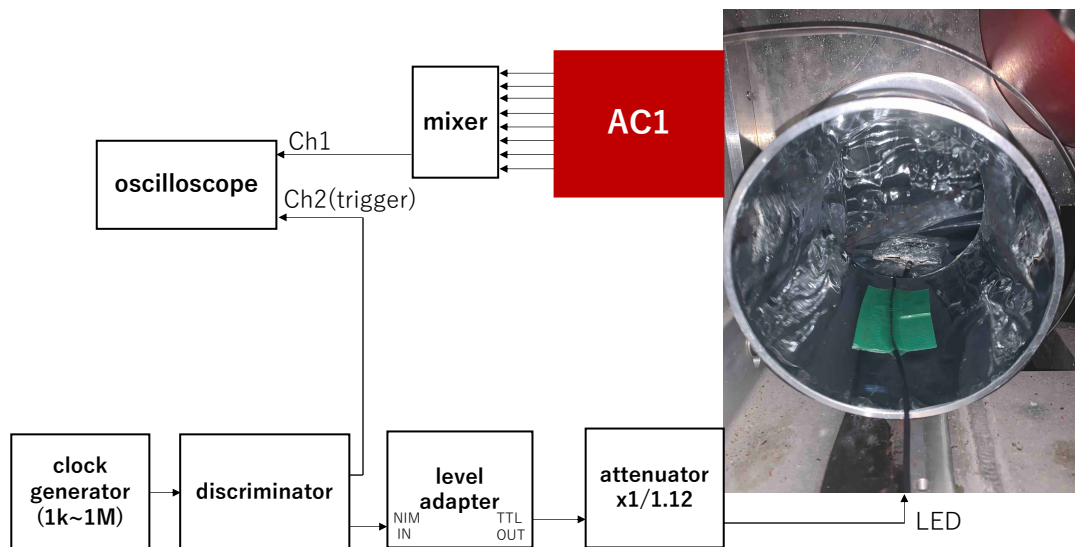 AC1
mixer
Ch1
oscilloscope
Ch2(trigger)
clock
generator
(1k~1M)
discriminator
level
adapter
NIM
IN
TTL
OUT
attenuator
x1/1.12
LED